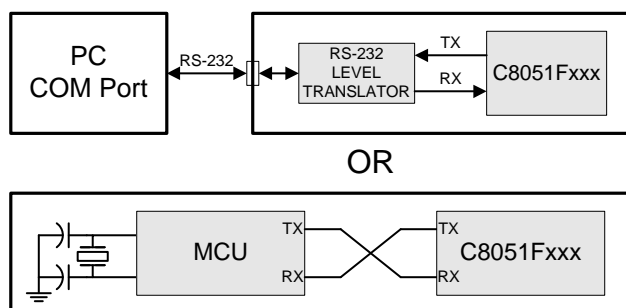 PC
COM Port
RS-232
RS-232
LEVEL
TRANSLATOR
TX
RX
C8051Fxxx
OR
MCU
TX
RX
TX
RX
C8051Fxxx